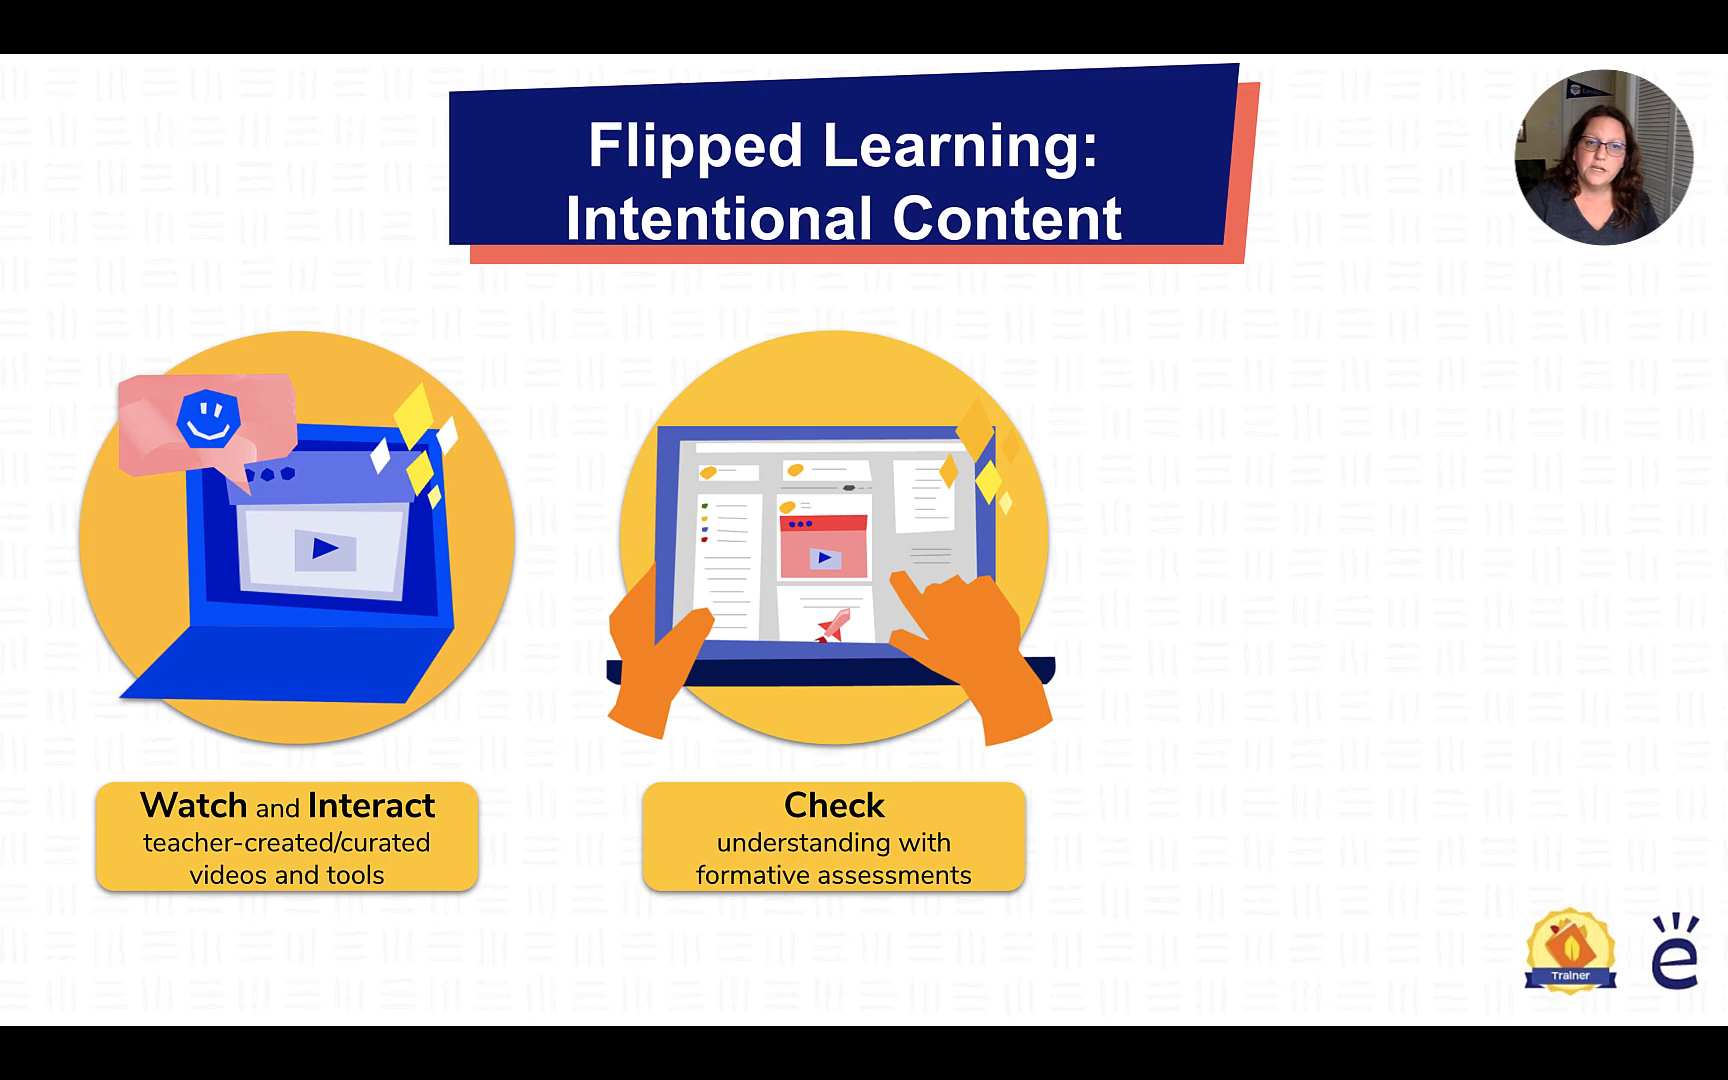 Flipped Learning:
Intentional Content
Watch and Interact
teacher-created/curated
videos and tools
Check
understanding with
formative assessments
Trainer
e